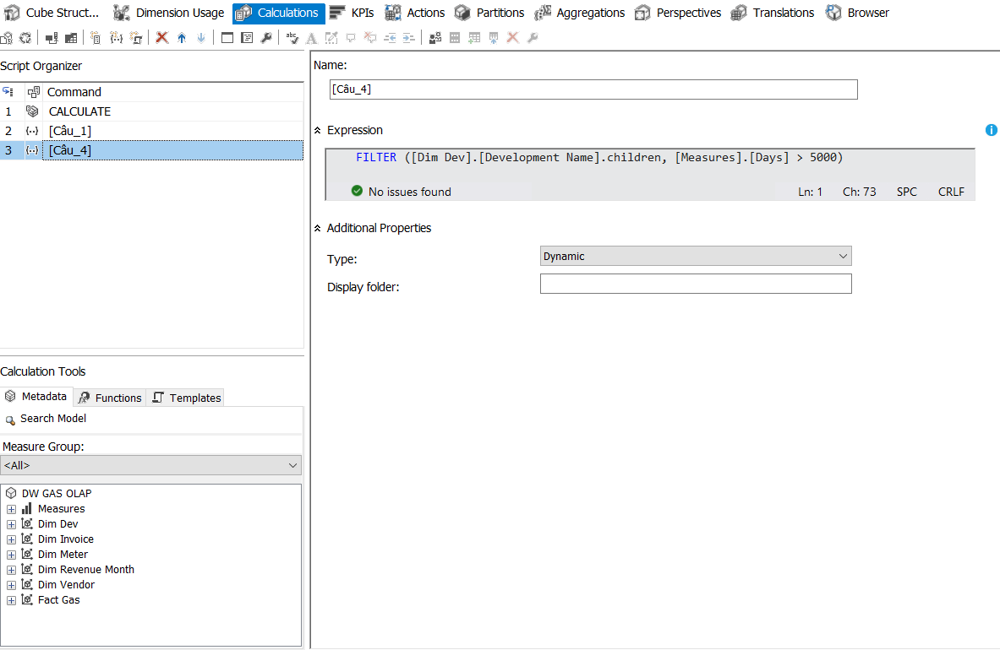 Cube Struct... Dimension Usage Calculations KPIs Actions Partitions Aggregations Perspectives Translations Browser
Script Organizer
Command
1 CALCULATE
2 [Câu_1]
3 [Câu_4]
Calculation Tools
Metadata Functions Templates
Search Model
Measure Group:
<All>
DW GAS OLAP
Measures
Dim Dev
Dim Invoice
Dim Meter
Dim Revenue Month
Dim Vendor
Fact Gas
Name:
[Câu_4]
Expression
FILTER ([Dim Dev].[Development Name].children, [Measures].[Days] > 5000)
No issues found Ln: 1 Ch: 73 SPC CRLF
Additional Properties
Type: Dynamic
Display folder: